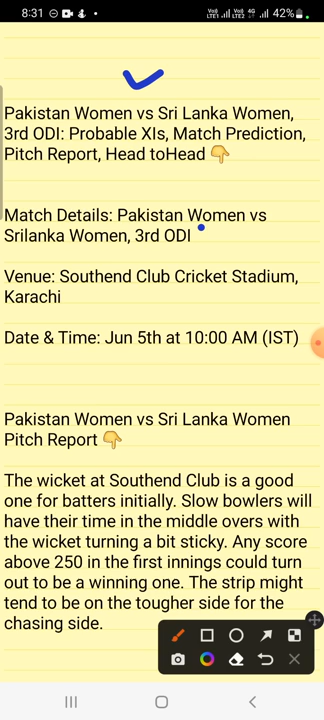 8:31 42%
Pakistan Women vs Sri Lanka Women,
3rd ODI: Probable XIs, Match Prediction,
Pitch Report, Head toHead 👇
Match Details: Pakistan Women vs
Srilanka Women, 3rd ODI
Venue: Southend Club Cricket Stadium,
Karachi
Date & Time: Jun 5th at 10:00 AM (IST)
Pakistan Women vs Sri Lanka Women
Pitch Report 👇
The wicket at Southend Club is a good
one for batters initially. Slow bowlers will
have their time in the middle overs with
the wicket turning a bit sticky. Any score
above 250 in the first innings could turn
out to be a winning one. The strip might
tend to be on the tougher side for the
chasing side.